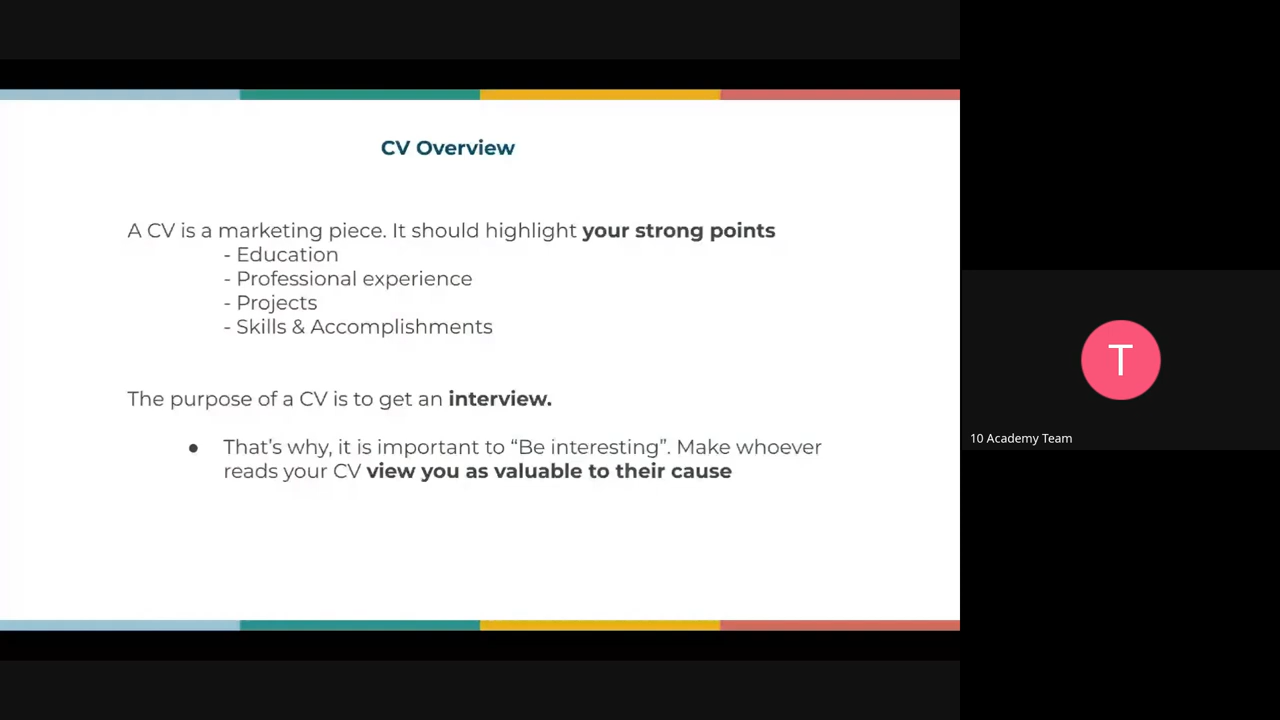 CV Overview
A CV is a marketing piece. It should highlight your strong points
- Education
- Professional experience
- Projects
- Skills & Accomplishments
The purpose of a CV is to get an interview.
● That’s why, it is important to “Be interesting”. Make whoever
reads your CV view you as valuable to their cause
T
10 Academy Team